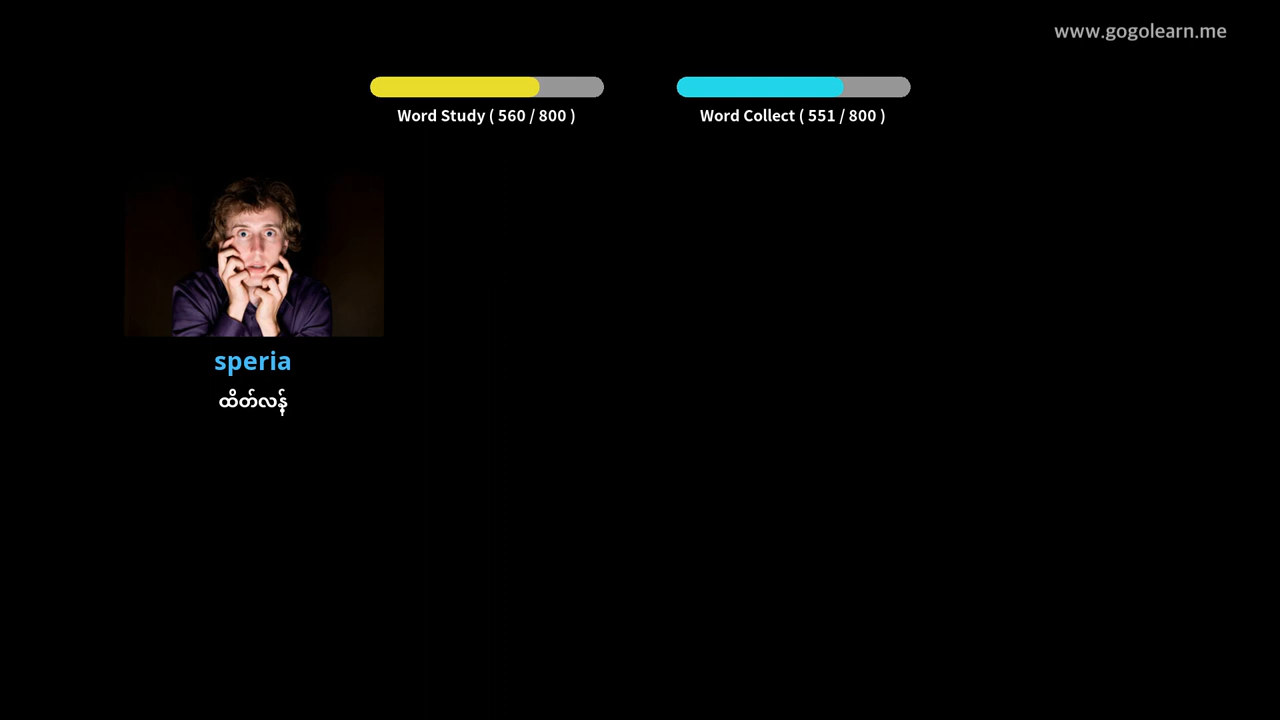 www.gogolearn.me
Word Study ( 560 / 800 )
Word Collect ( 551 / 800 )
speria
ထိတ်လန့်